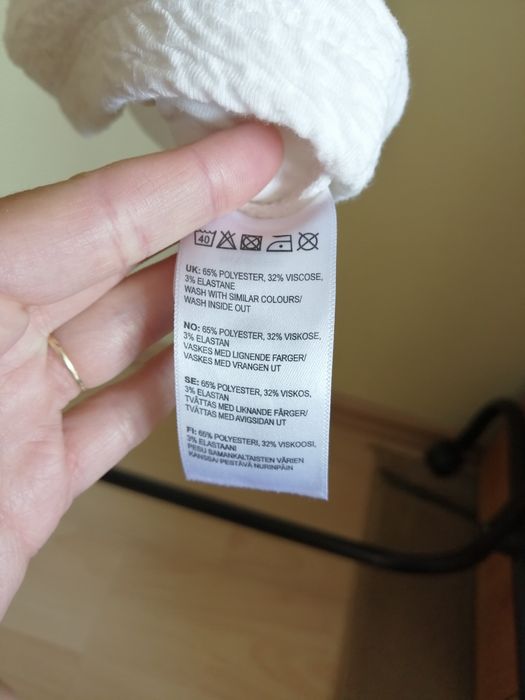 40
UK: 65% POLYESTER, 32% VISCOSE,
3% ELASTANE
WASH WITH SIMILAR COLOURS/
WASH INSIDE OUT
NO: 65% POLYESTER, 32% VISKOSE,
3% ELASTAN
VASKES MED LIGNENDE FARGER/
VASKES MED VRANGEN UT
SE: 65% POLYESTER, 32% VISKOS,
3% ELASTAN
TVÄTTAS MED LIKNANDE FÄRGER/
TVÄTTAS MED AVIGSIDAN UT
FI: 65% POLYESTERI, 32% VISKOOSI,
3% ELASTAANI
PESU SAMANKALTAISTEN VÄRIEN
KANSSA/ PESTÄVÄ NURINPÄIN